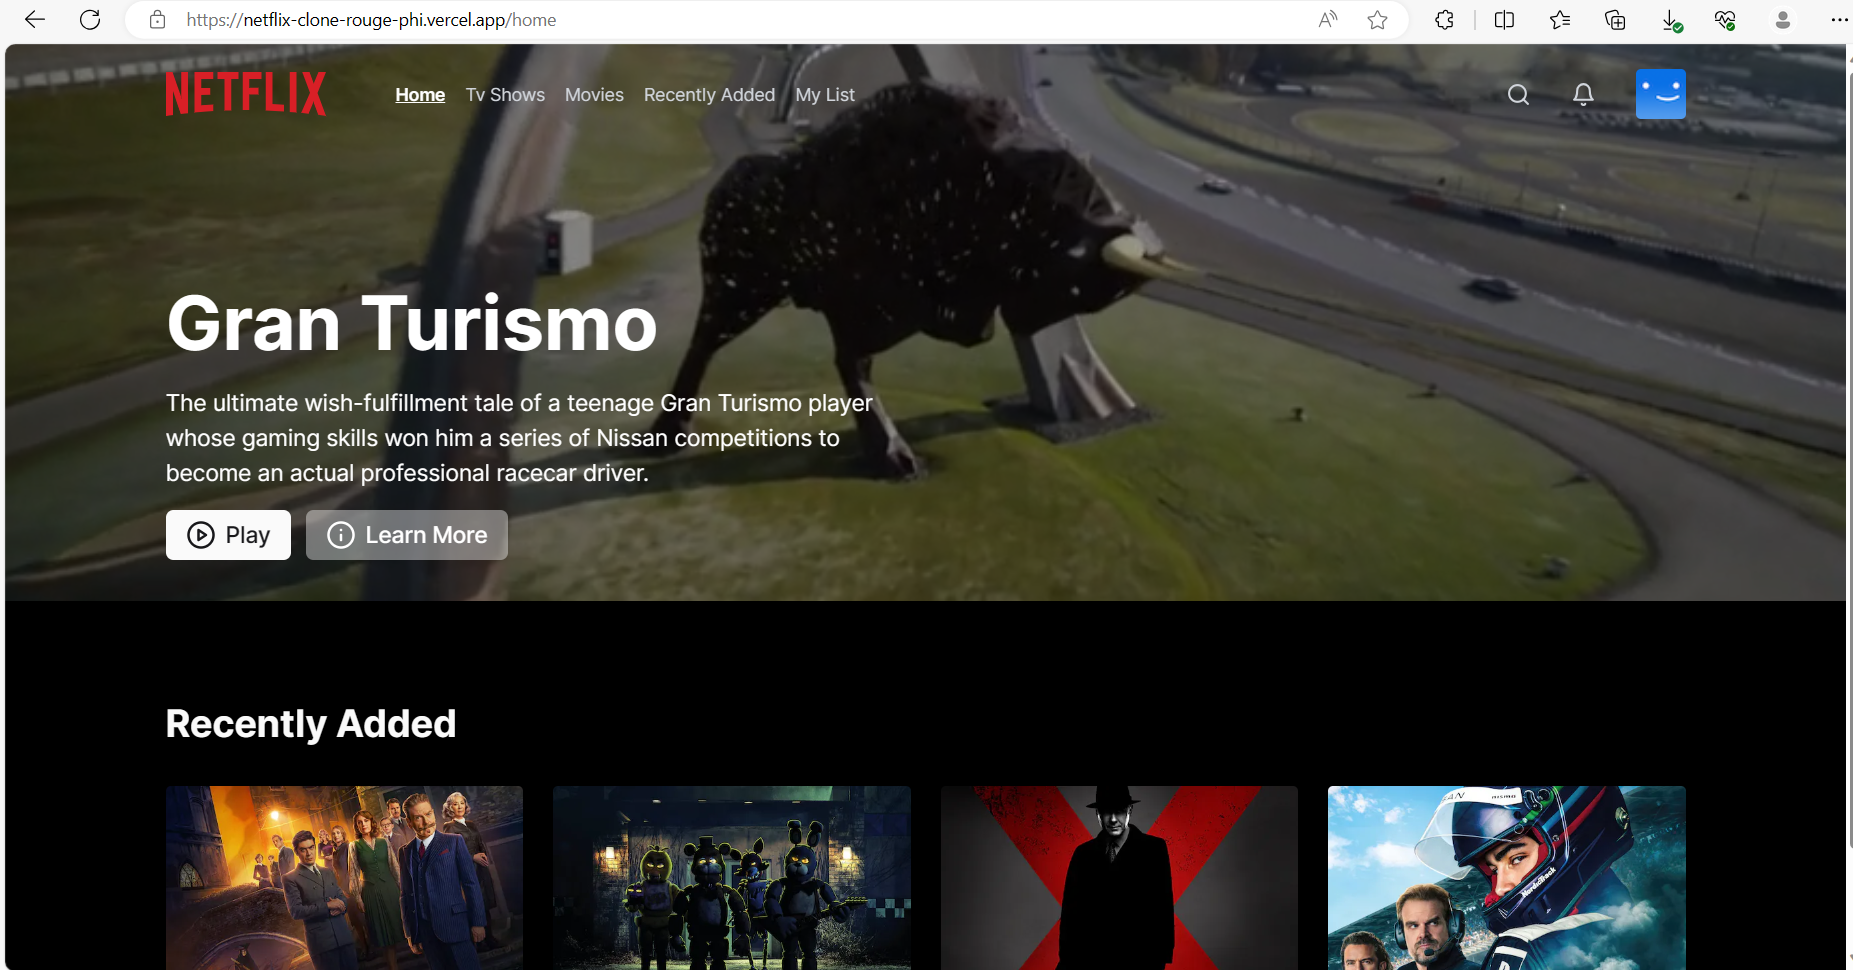 https://netflix-clone-rouge-phi.vercel.app/home
NETFLIX
Home Tv Shows Movies Recently Added My List
Gran Turismo
The ultimate wish-fulfillment tale of a teenage Gran Turismo player
whose gaming skills won him a series of Nissan competitions to
become an actual professional racecar driver.
Play Learn More
Recently Added